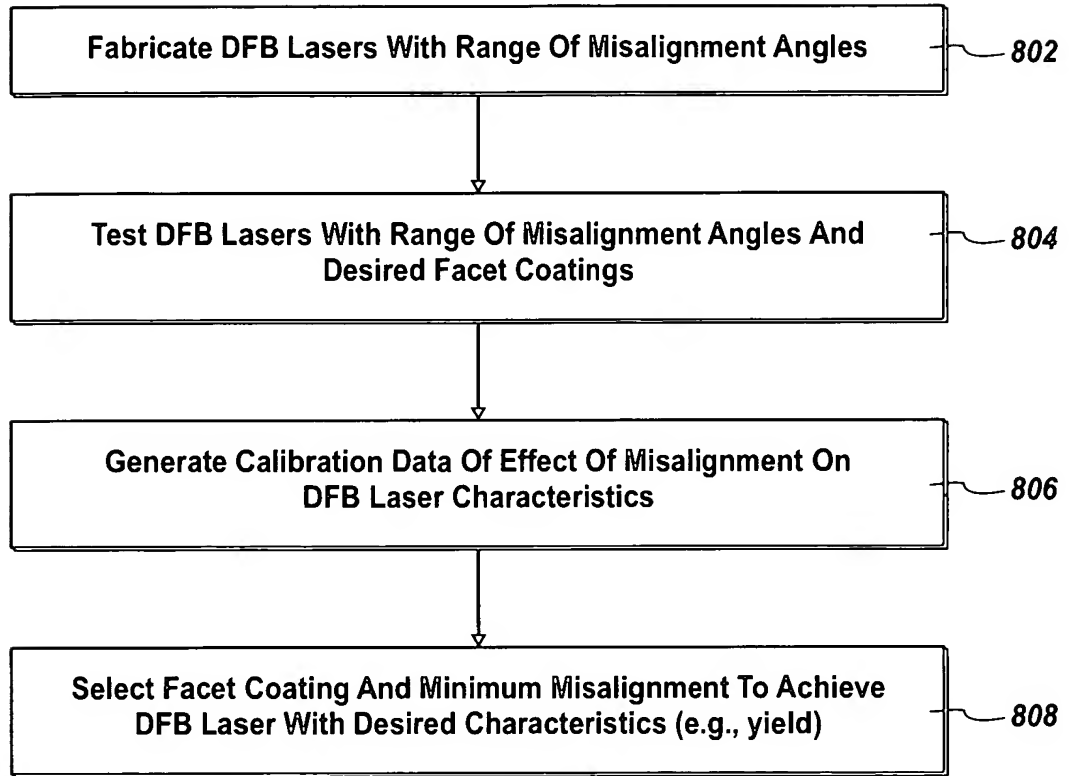 Fabricate DFB Lasers With Range Of Misalignment Angles
802
Test DFB Lasers With Range Of Misalignment Angles And
Desired Facet Coatings
804
Generate Calibration Data Of Effect Of Misalignment On
DFB Laser Characteristics
806
Select Facet Coating And Minimum Misalignment To Achieve
DFB Laser With Desired Characteristics (e.g., yield)
808